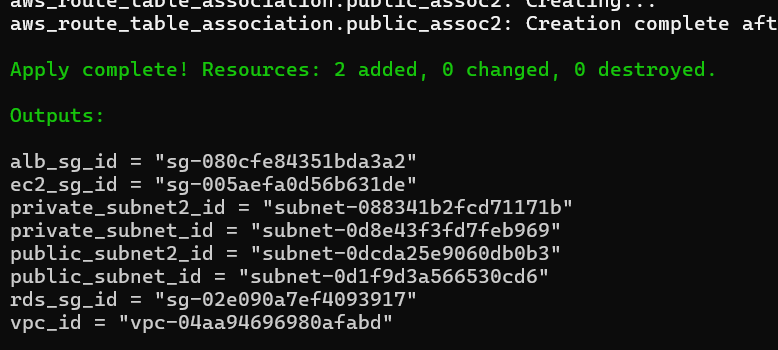 aws_route_table_association.public_assoc2: Creating...
aws_route_table_association.public_assoc2: Creation complete aft
Apply complete! Resources: 2 added, 0 changed, 0 destroyed.
Outputs:
alb_sg_id = "sg-080cfe84351bda3a2"
ec2_sg_id = "sg-005aefa0d56b631de"
private_subnet2_id = "subnet-088341b2fcd71171b"
private_subnet_id = "subnet-0d8e43f3fd7feb969"
public_subnet2_id = "subnet-0dcda25e9060db0b3"
public_subnet_id = "subnet-0d1f9d3a566530cd6"
rds_sg_id = "sg-02e090a7ef4093917"
vpc_id = "vpc-04aa94696980afabd"